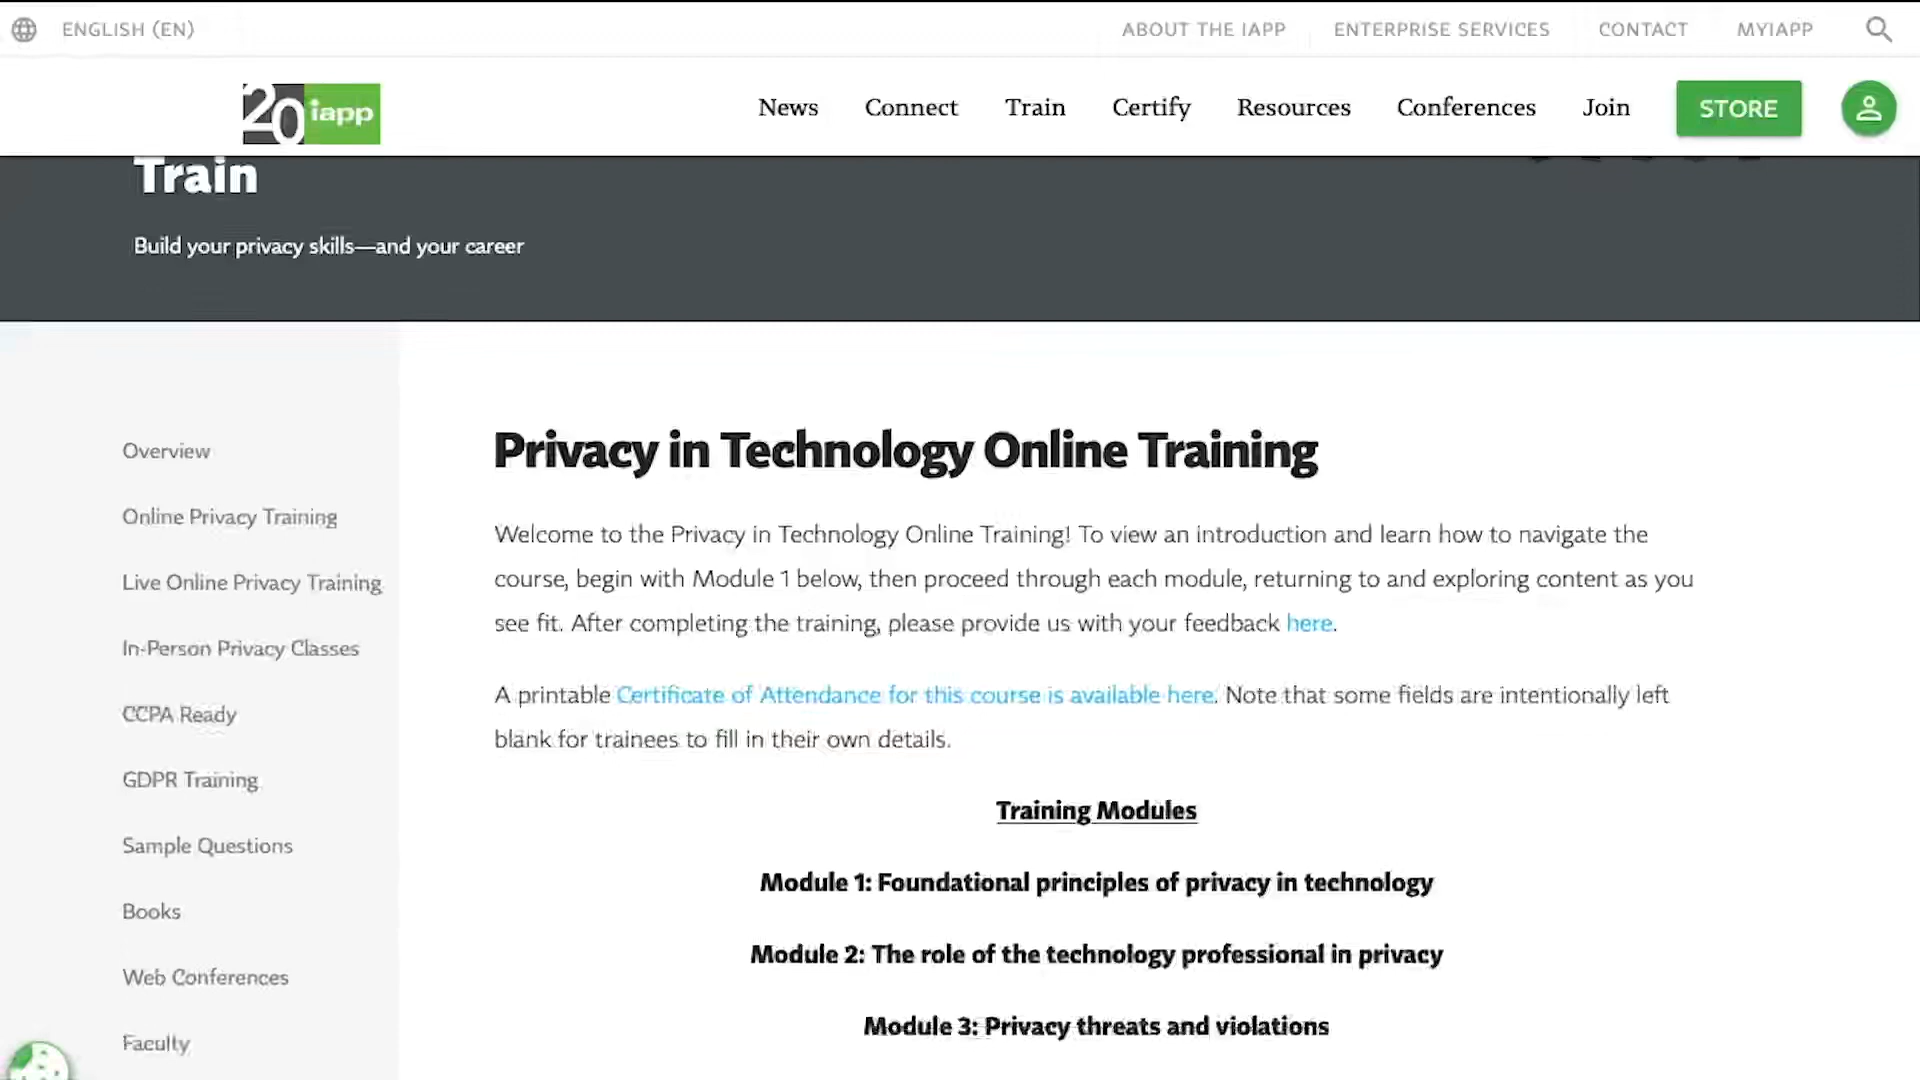 ENGLISH (EN)
ABOUT THE IAPP
ENTERPRISE SERVICES
CONTACT
MYIAPP
20 iapp
News
Connect
Train
Certify
Resources
Conferences
Join
STORE
Train
Build your privacy skills—and your career
Overview
Online Privacy Training
Live Online Privacy Training
In-Person Privacy Classes
CCPA Ready
GDPR Training
Sample Questions
Books
Web Conferences
Faculty
Privacy in Technology Online Training
Welcome to the Privacy in Technology Online Training! To view an introduction and learn how to navigate the
course, begin with Module 1 below, then proceed through each module, returning to and exploring content as you
see fit. After completing the training, please provide us with your feedback here.
A printable Certificate of Attendance for this course is available here. Note that some fields are intentionally left
blank for trainees to fill in their own details.
Training Modules
Module 1: Foundational principles of privacy in technology
Module 2: The role of the technology professional in privacy
Module 3: Privacy threats and violations